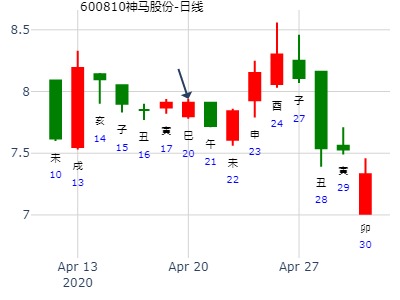 600810神马股份-日线
8.5
8
7.5
7
未
10
戌
13
亥
14
子
15
丑
16
寅
17
巳
20
午
21
未
22
申
23
酉
24
子
27
丑
28
寅
29
卯
30
Apr 13
2020
Apr 20
Apr 27